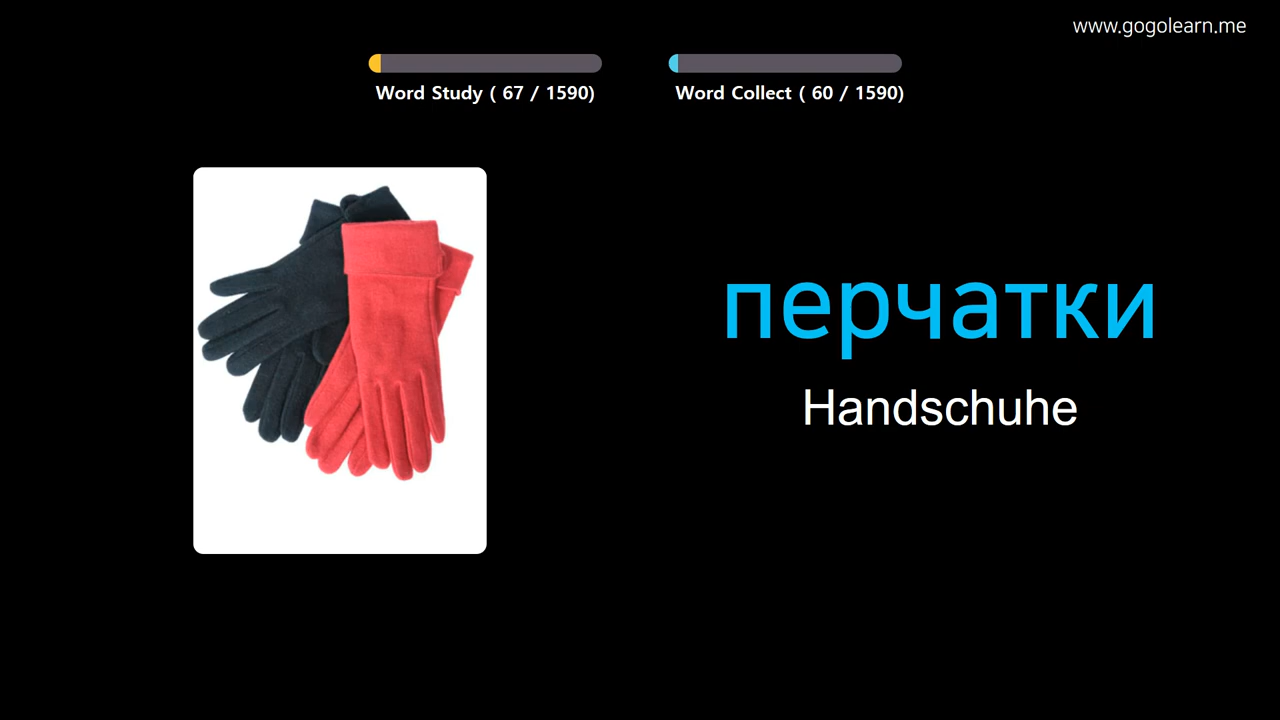 www.gogolearn.me
Word Study ( 67 / 1590)
Word Collect ( 60 / 1590)
перчатки
Handschuhe